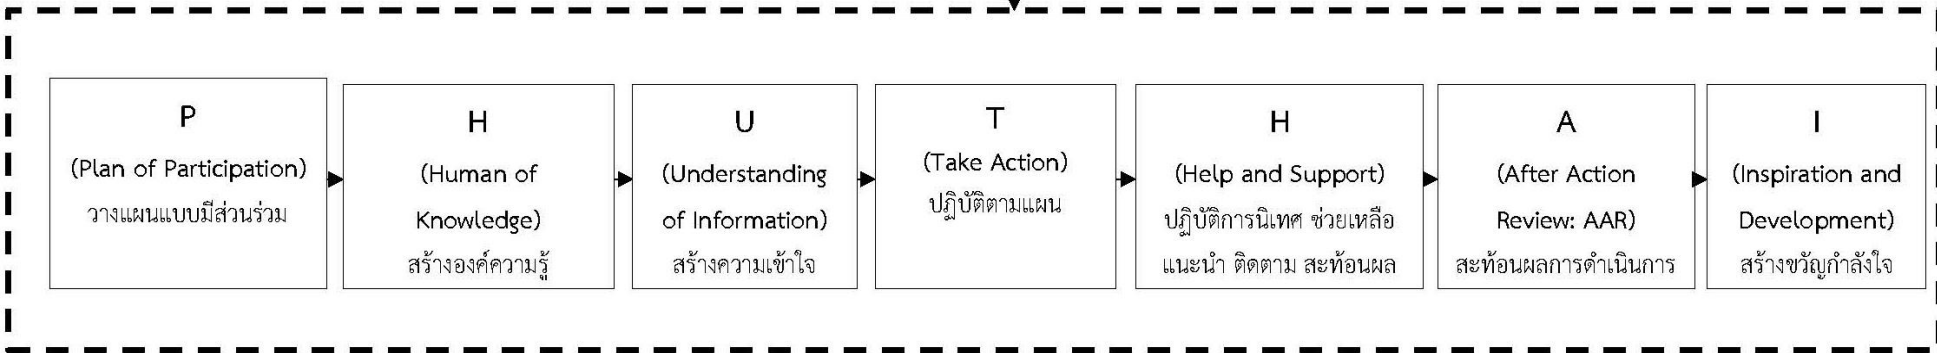 P
(Plan of Participation)
วางแผนแบบมีส่วนร่วม
H
(Human of
Knowledge)
สร้างองค์ความรู้
U
(Understanding
of Information)
สร้างความเข้าใจ
T
(Take Action)
ปฏิบัติตามแผน
H
(Help and Support)
ปฏิบัติการนิเทศ ช่วยเหลือ
แนะนำ ติดตาม สะท้อนผล
A
(After Action
Review: AAR)
สะท้อนผลการดำเนินการ
I
(Inspiration and
Development)
สร้างขวัญกำลังใจ